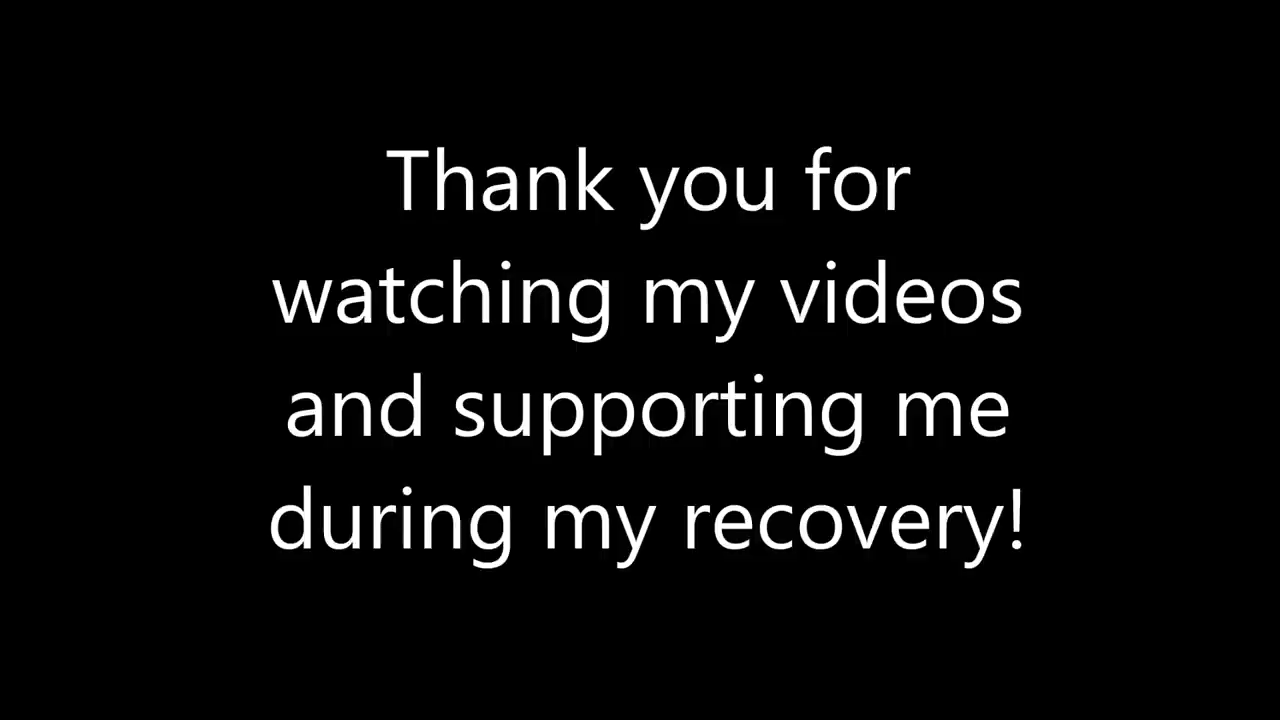 Thank you for
watching my videos
and supporting me
during my recovery!